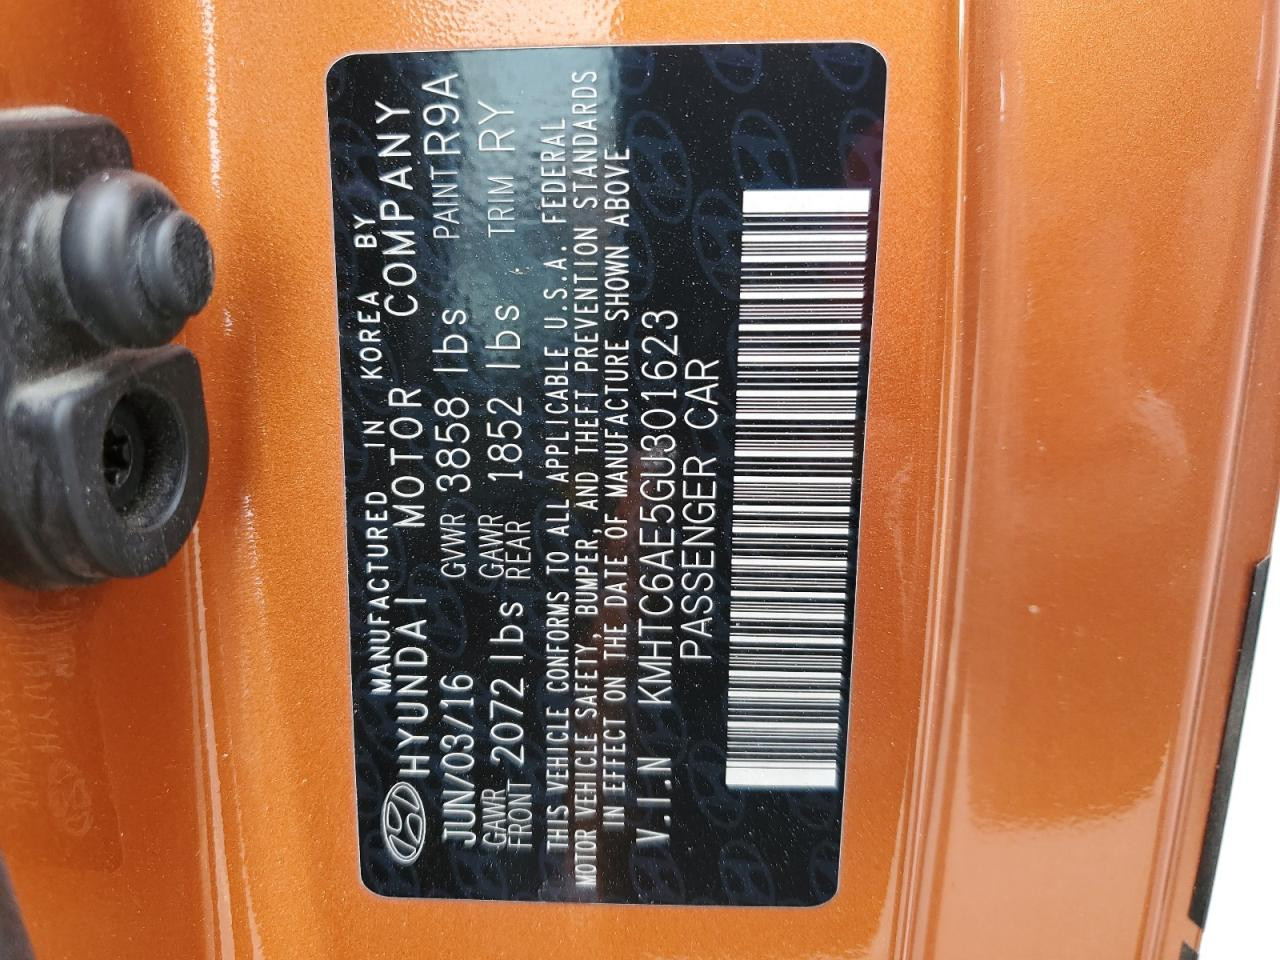 MANUFACTURED IN KOREA BY
HYUNDAI MOTOR COMPANY
JUN/03/16 GVWR 3858 lbs PAINT R9A
GAWR FRONT 2072 lbs GAWR REAR 1852 lbs TRIM RY
THIS VEHICLE CONFORMS TO ALL APPLICABLE U.S.A. FEDERAL
MOTOR VEHICLE SAFETY, BUMPER, AND THEFT PREVENTION STANDARDS
IN EFFECT ON THE DATE OF MANUFACTURE SHOWN ABOVE
V.I.N KMHTC6AE5GU301623
PASSENGER CAR